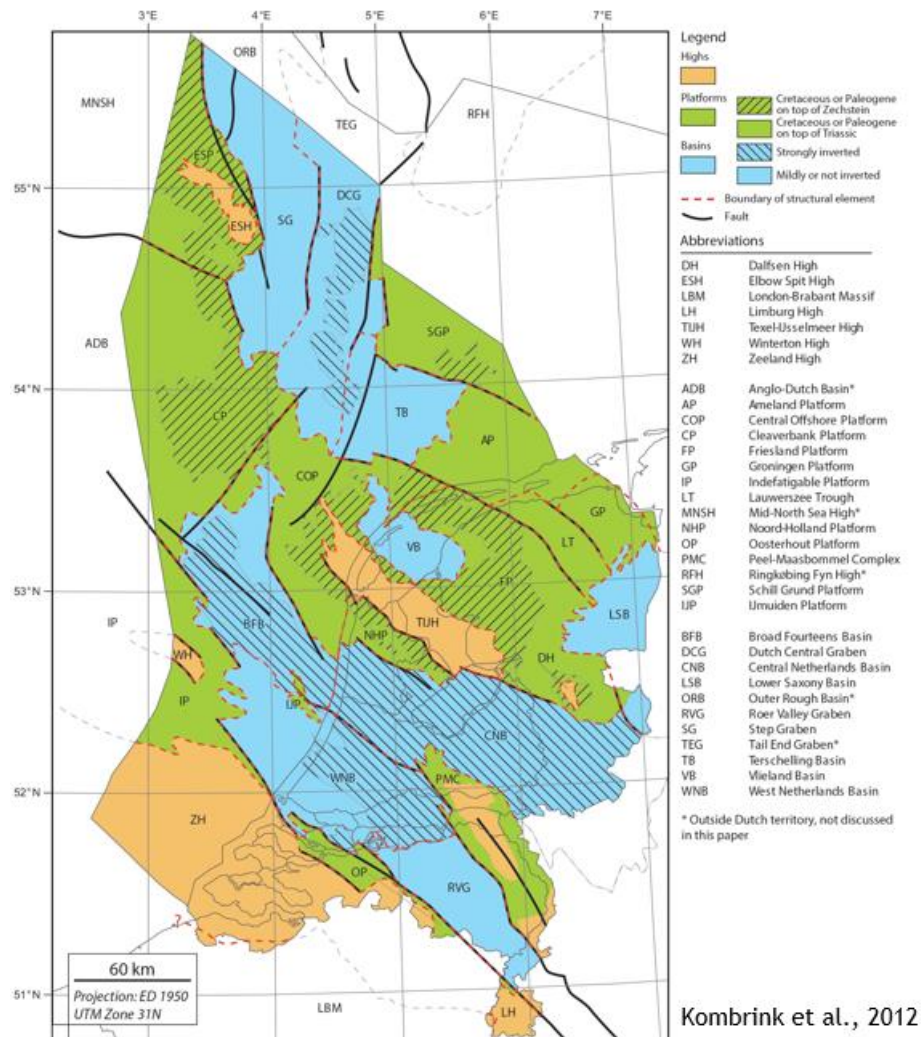 3°E 4°E 5°E 6°E 7°E
ORB
MNSH
TEG
RFH
ESP
55°N
DCG
ESH
SG
SGP
ADB
54°N
CP
TB
AP
COP
GP
LT
VB
53°N
FP
LSB
IP
BFB
TIJH
NHP
WH
DH
IP
IJP
CNB
WNB
PMC
52°N
ZH
OP
RVG
?
60 km
Projection: ED 1950
UTM Zone 31N
51°N
LBM
LH
Legend
Highs
Platforms
Cretaceous or Paleogene
on top of Zechstein
Cretaceous or Paleogene
on top of Triassic
Basins
Strongly inverted
Mildly or not inverted
Boundary of structural element
Fault
Abbreviations
DH Dalfsen High
ESH Elbow Spit High
LBM London-Brabant Massif
LH Limburg High
TIJH Texel-IJsselmeer High
WH Winterton High
ZH Zeeland High
ADB Anglo-Dutch Basin*
AP Ameland Platform
COP Central Offshore Platform
CP Cleaverbank Platform
FP Friesland Platform
GP Groningen Platform
IP Indefatigable Platform
LT Lauwerszee Trough
MNSH Mid-North Sea High*
NHP Noord-Holland Platform
OP Oosterhout Platform
PMC Peel-Maasbommel Complex
RFH Ringkøbing Fyn High*
SGP Schill Grund Platform
IJP IJmuiden Platform
BFB Broad Fourteens Basin
DCG Dutch Central Graben
CNB Central Netherlands Basin
LSB Lower Saxony Basin
ORB Outer Rough Basin*
RVG Roer Valley Graben
SG Step Graben
TEG Tail End Graben*
TB Terschelling Basin
VB Vlieland Basin
WNB West Netherlands Basin
* Outside Dutch territory, not discussed
in this paper
Kombrink et al., 2012